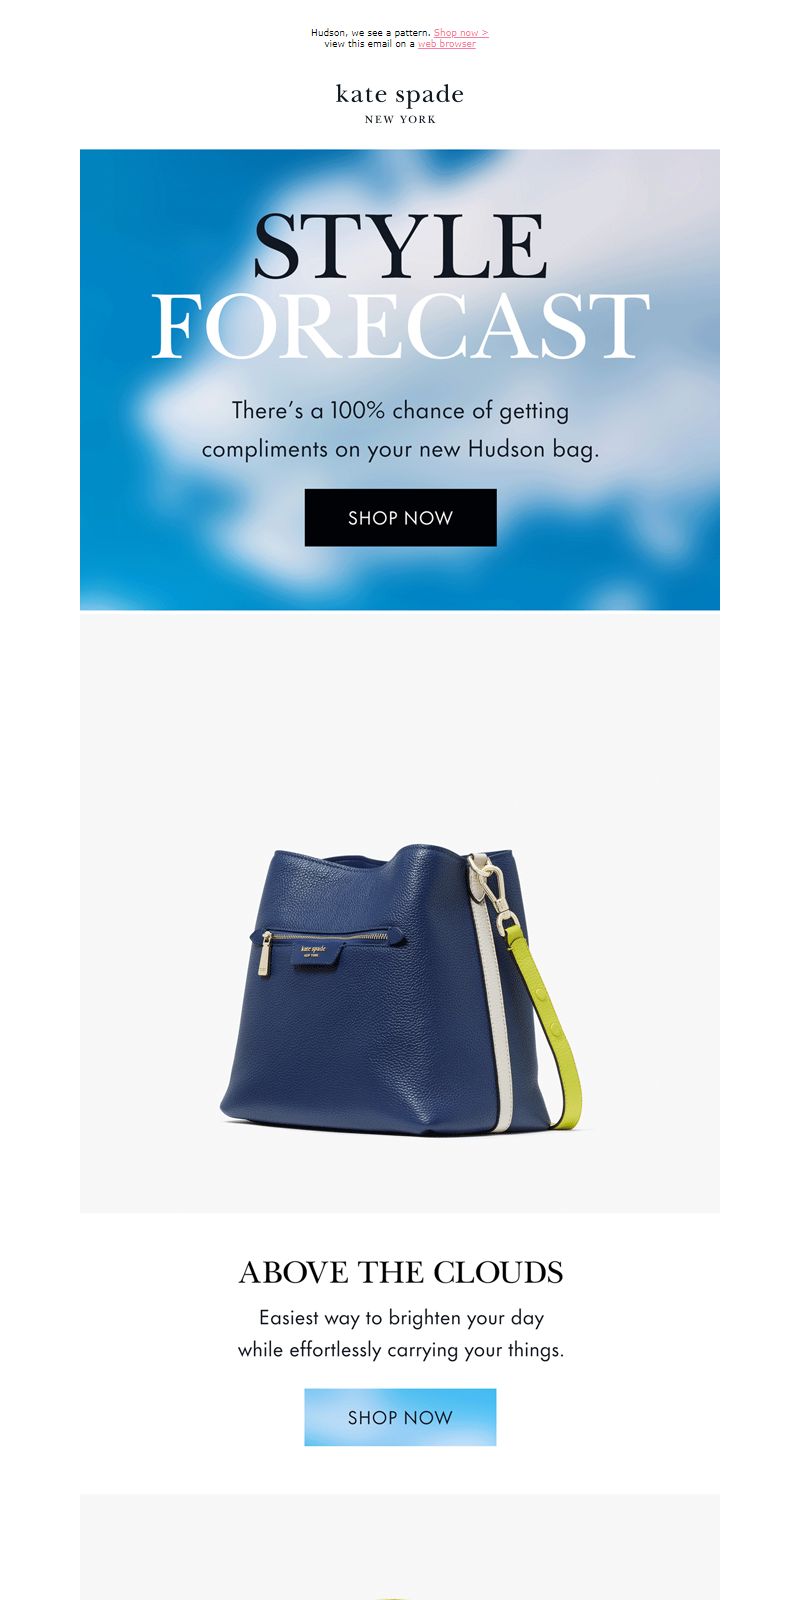 Hudson, we see a pattern. Shop now >
view this email on a web browser
kate spade
NEW YORK
STYLE
FORECAST
There’s a 100% chance of getting
compliments on your new Hudson bag.
SHOP NOW
kate spade
NEW YORK
ABOVE THE CLOUDS
Easiest way to brighten your day
while effortlessly carrying your things.
SHOP NOW